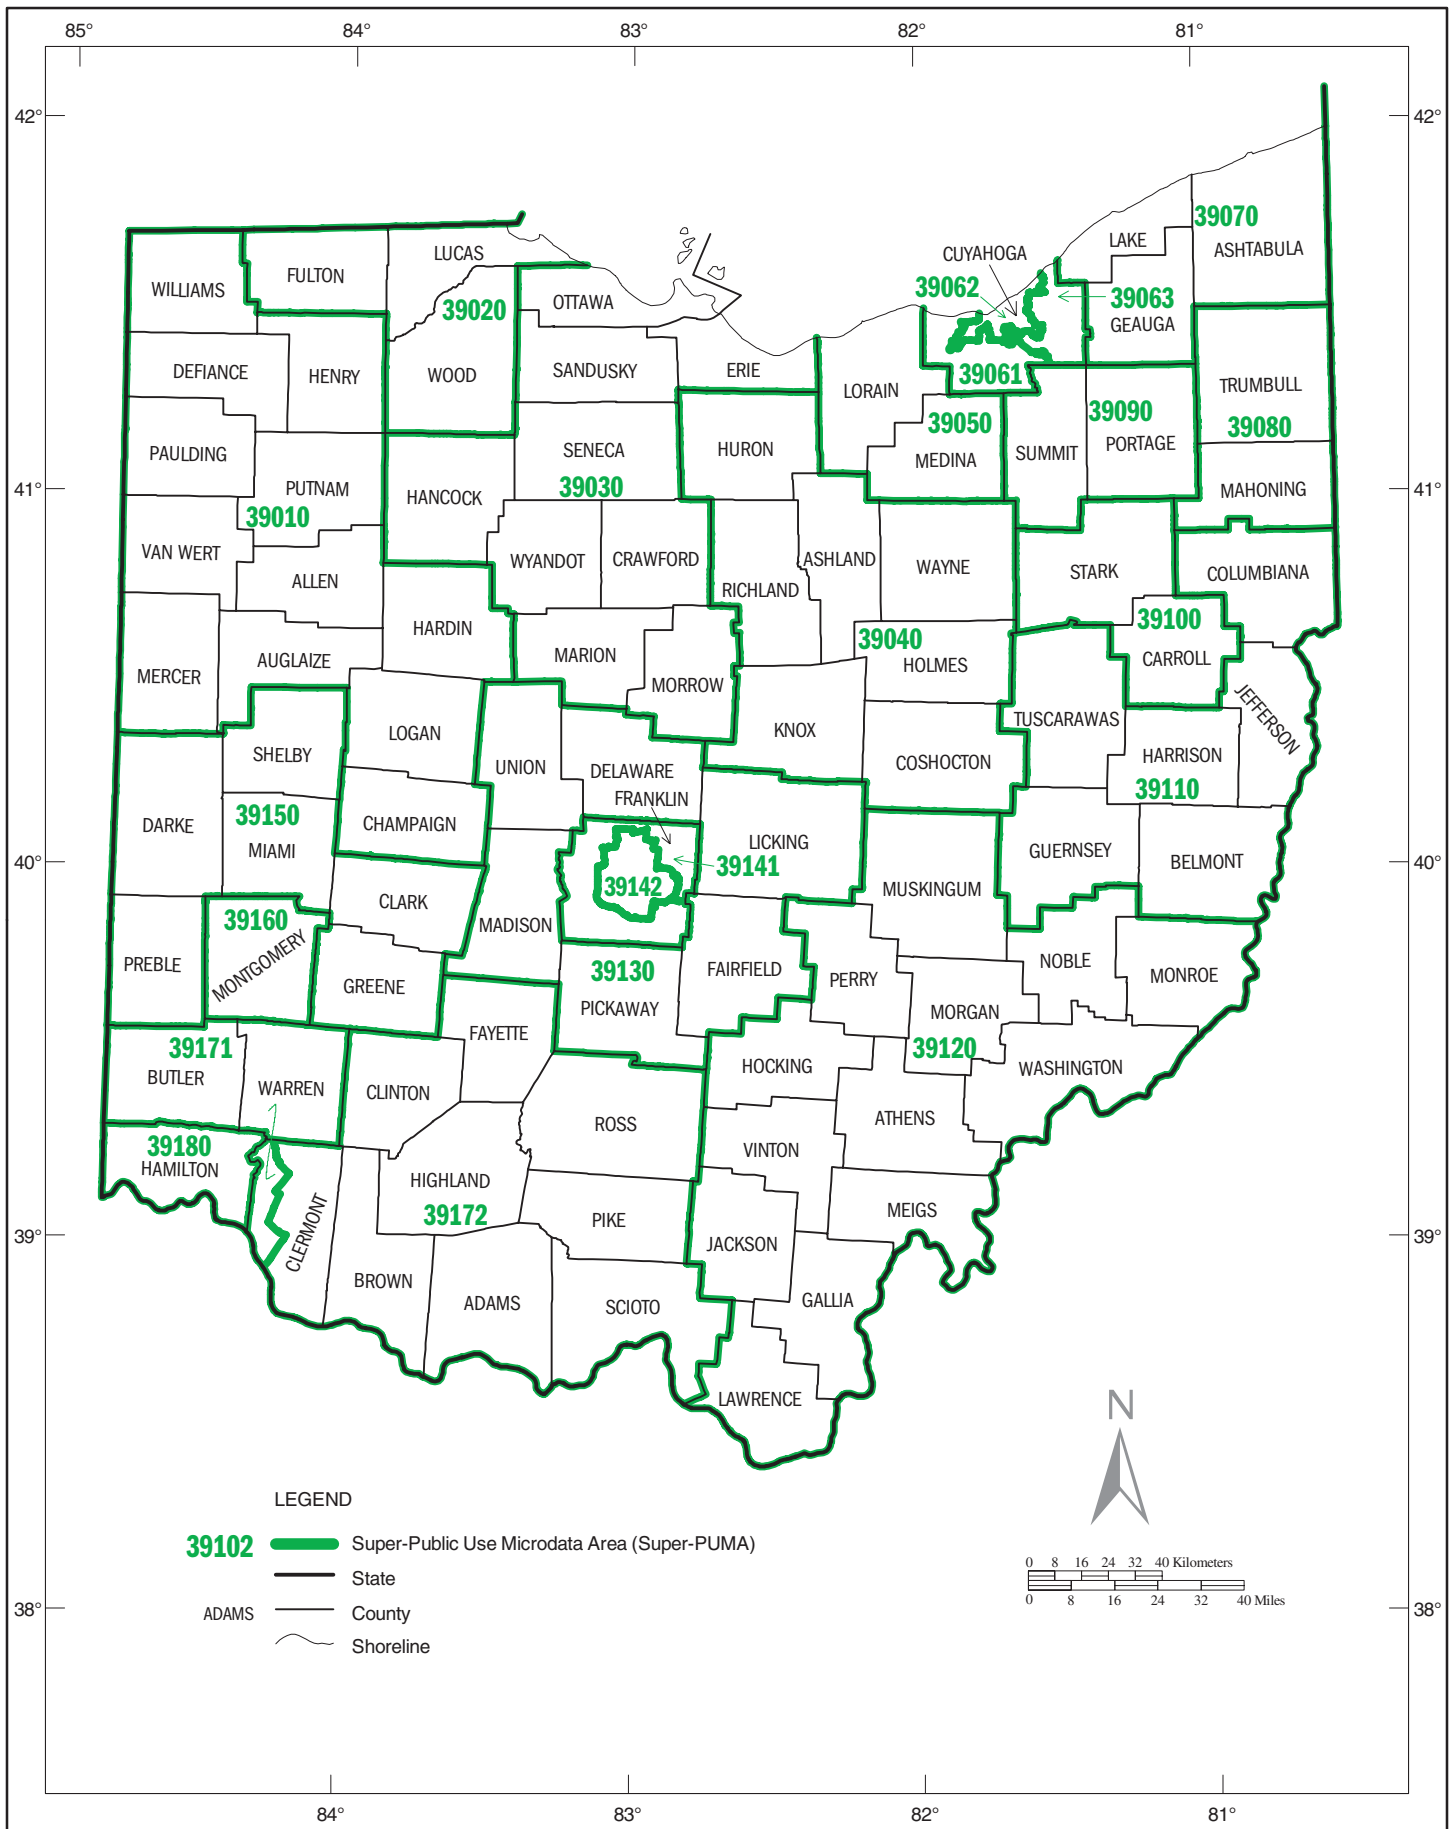 85° 84° 83° 82° 81°
42° 42°
39070
LAKE
CUYAHOGA
ASHTABULA
LUCAS
FULTON
WILLIAMS
39062
39063
OTTAWA
39020
GEAUGA
DEFIANCE
HENRY
WOOD
SANDUSKY
ERIE
39061
LORAIN
TRUMBULL
39090
39050
39080
PAULDING
SENECA
HURON
SUMMIT
PORTAGE
MEDINA
39030
PUTNAM
HANCOCK
MAHONING
41° 41°
39010
VAN WERT
WYANDOT
CRAWFORD
ASHLAND
WAYNE
STARK
COLUMBIANA
ALLEN
RICHLAND
HARDIN
39100
39040
AUGLAIZE
MARION
HOLMES
CARROLL
MERCER
MORROW
JEFFERSON
TUSCARAWAS
LOGAN
KNOX
SHELBY
HARRISON
UNION
DELAWARE
COSHOCTON
39110
FRANKLIN
39150
DARKE
CHAMPAIGN
MIAMI
LICKING
GUERNSEY
BELMONT
40° 40°
39141
39142
MUSKINGUM
CLARK
39160
MADISON
MONTGOMERY
PREBLE
39130
FAIRFIELD
NOBLE
PERRY
MONROE
GREENE
PICKAWAY
MORGAN
FAYETTE
39171
39120
BUTLER
HOCKING
WASHINGTON
WARREN
CLINTON
ATHENS
ROSS
39180
VINTON
HAMILTON
HIGHLAND
39172
MEIGS
PIKE
CLERMONT
39° 39°
JACKSON
BROWN
GALLIA
ADAMS
SCIOTO
LAWRENCE
N
LEGEND
39102 Super-Public Use Microdata Area (Super-PUMA)
State
ADAMS County
Shoreline
0 8 16 24 32 40 Kilometers
0 8 16 24 32 40 Miles
38° 38°
84° 83° 82° 81°